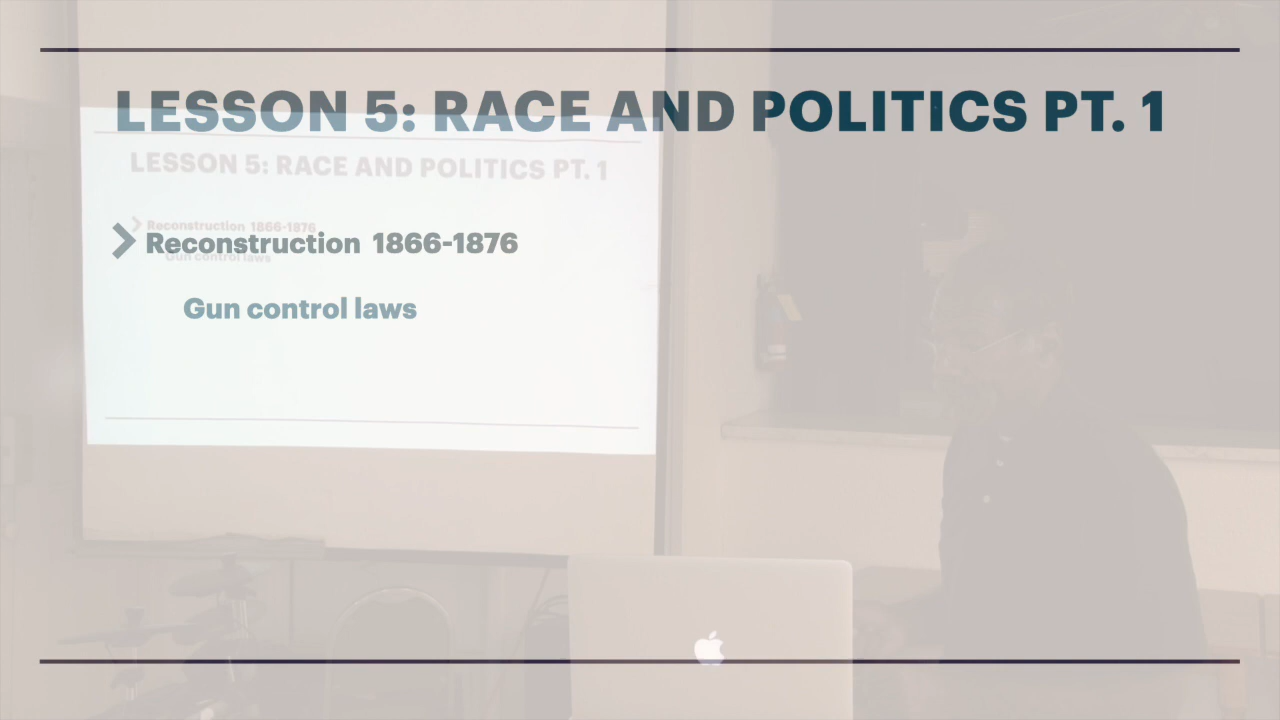 LESSON 5: RACE AND POLITICS PT. 1
LESSON 5: RACE AND POLITICS PT. 1
Reconstruction 1866-1876
Reconstruction 1866-1876
Gun control laws
Gun control laws